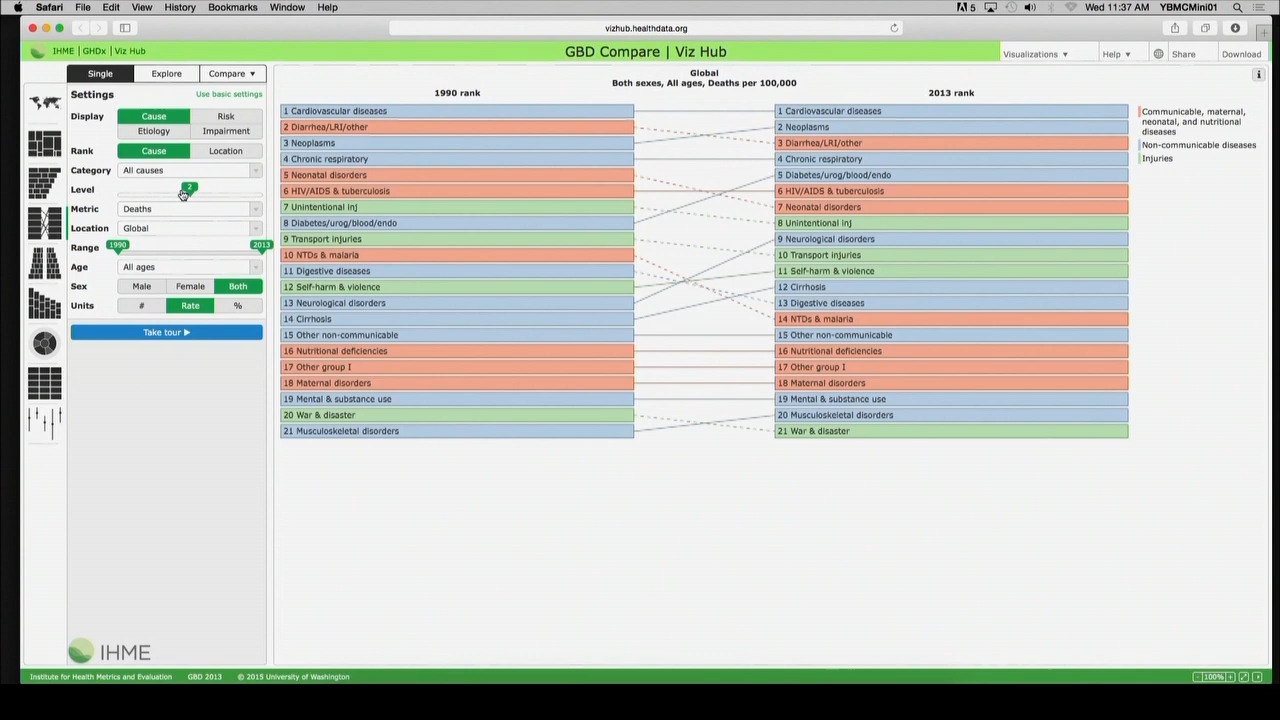 Safari File Edit View History Bookmarks Window Help
5 Wed 11:37 AM YBMCMini01
vizhub.healthdata.org
IHME | GHDx | Viz Hub
GBD Compare | Viz Hub
Visualizations ▼ Help ▼ Share Download
Single Explore Compare ▼
Settings Use basic settings
Display Cause Risk
Etiology Impairment
Rank Cause Location
Category All causes
Level 2
Metric Deaths
Location Global
Range 1990 2013
Age All ages
Sex Male Female Both
Units # Rate %
Take tour ▶
IHME
Global
Both sexes, All ages, Deaths per 100,000
1990 rank
1 Cardiovascular diseases
2 Diarrhea/LRI/other
3 Neoplasms
4 Chronic respiratory
5 Neonatal disorders
6 HIV/AIDS & tuberculosis
7 Unintentional inj
8 Diabetes/urog/blood/endo
9 Transport injuries
10 NTDs & malaria
11 Digestive diseases
12 Self-harm & violence
13 Neurological disorders
14 Cirrhosis
15 Other non-communicable
16 Nutritional deficiencies
17 Other group I
18 Maternal disorders
19 Mental & substance use
20 War & disaster
21 Musculoskeletal disorders
2013 rank
1 Cardiovascular diseases
2 Neoplasms
3 Diarrhea/LRI/other
4 Chronic respiratory
5 Diabetes/urog/blood/endo
6 HIV/AIDS & tuberculosis
7 Neonatal disorders
8 Unintentional inj
9 Neurological disorders
10 Transport injuries
11 Self-harm & violence
12 Cirrhosis
13 Digestive diseases
14 NTDs & malaria
15 Other non-communicable
16 Nutritional deficiencies
17 Other group I
18 Maternal disorders
19 Mental & substance use
20 Musculoskeletal disorders
21 War & disaster
Communicable, maternal,
neonatal, and nutritional
diseases
Non-communicable diseases
Injuries
Institute for Health Metrics and Evaluation GBD 2013 © 2015 University of Washington
- 100% +